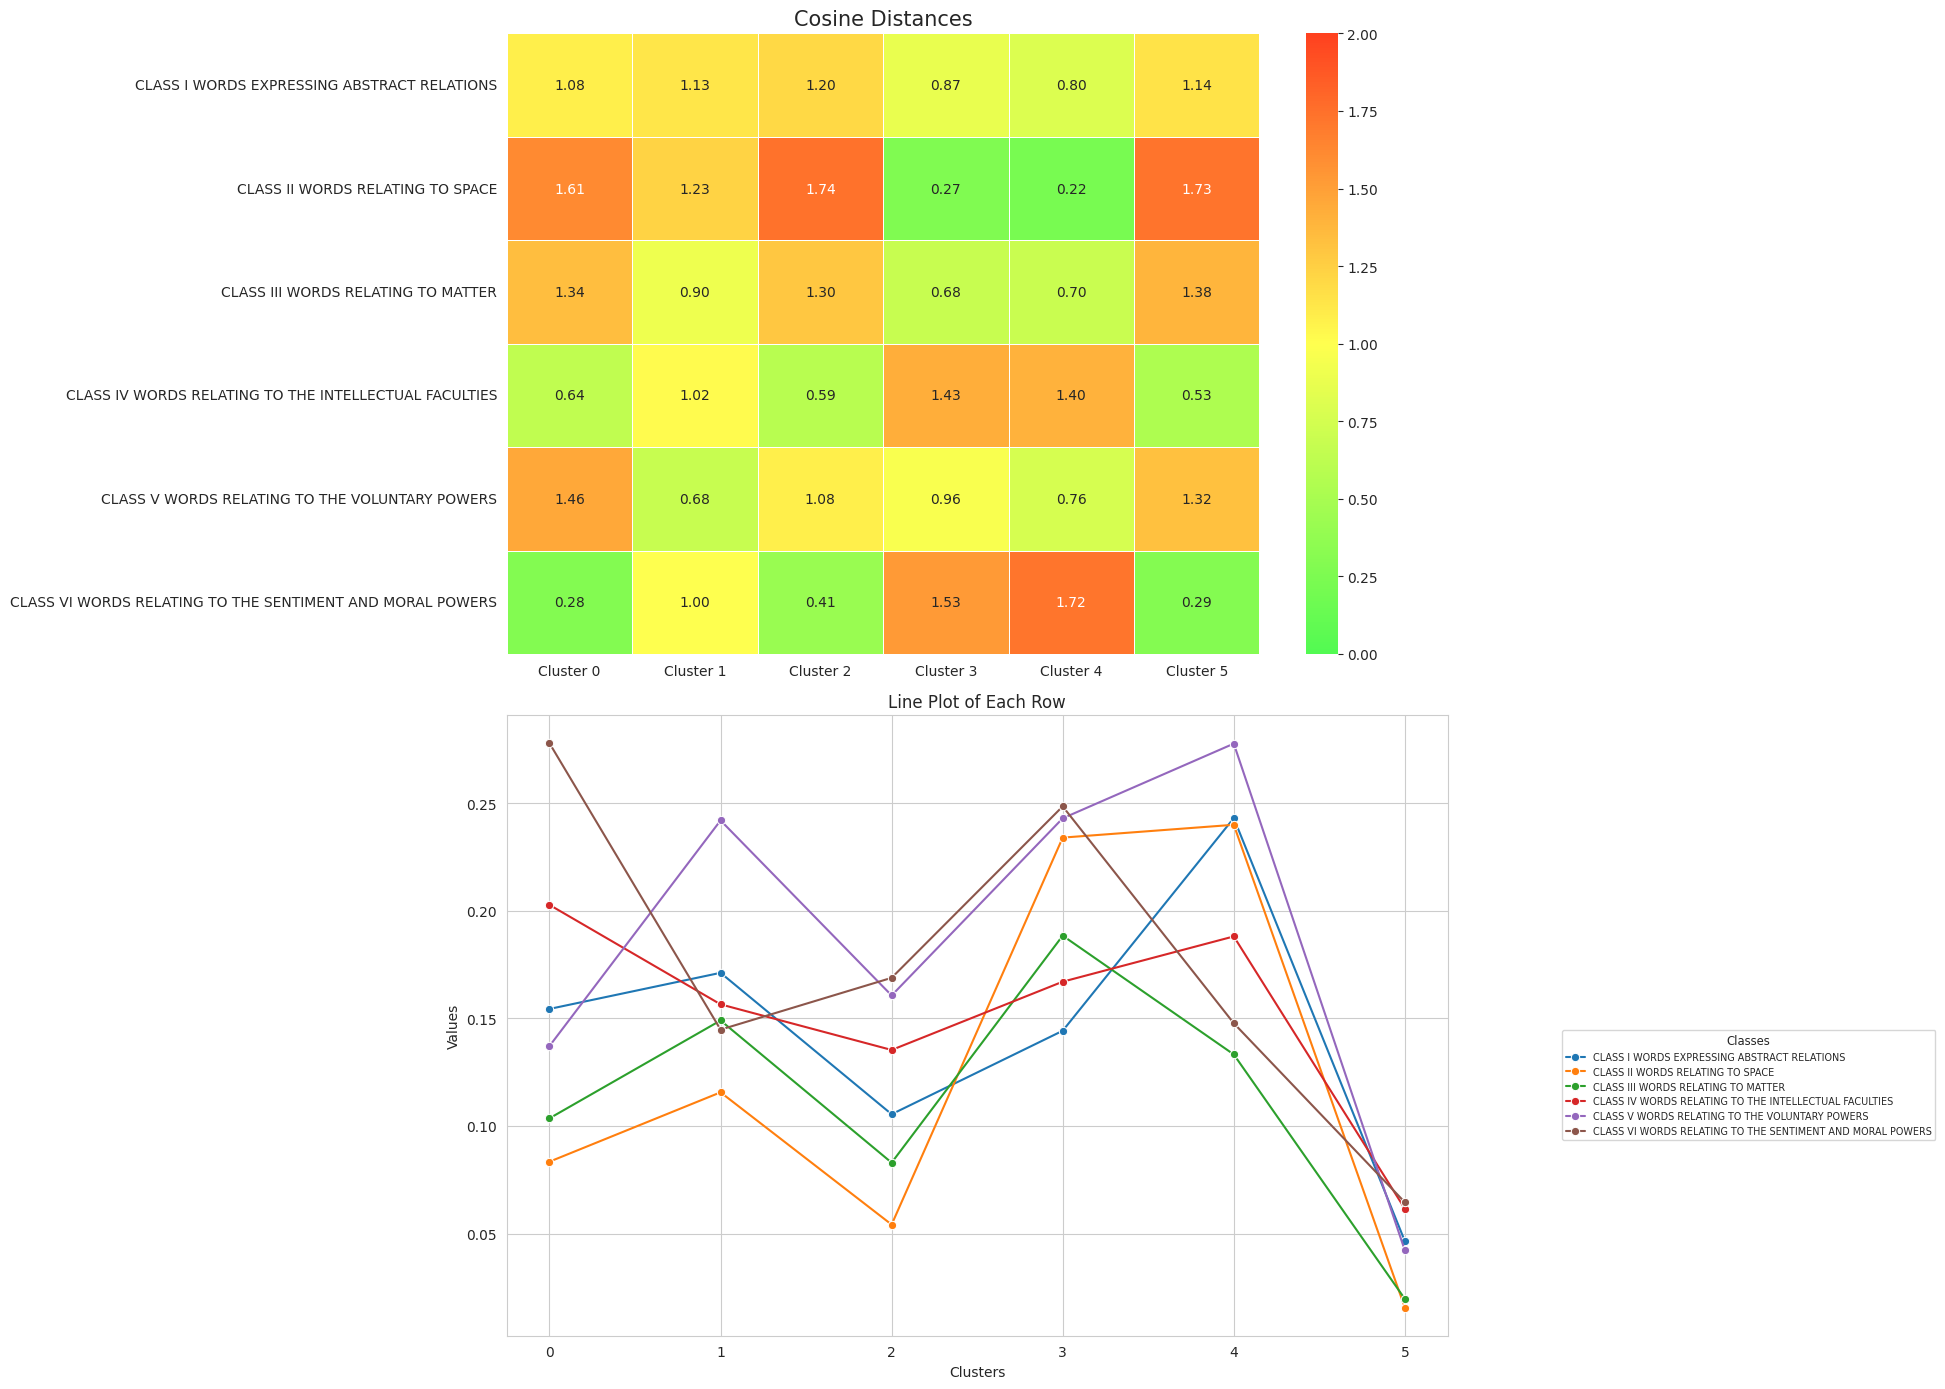 Cosine Distances
CLASS I WORDS EXPRESSING ABSTRACT RELATIONS 1.08 1.13 1.20 0.87 0.80 1.14
CLASS II WORDS RELATING TO SPACE 1.61 1.23 1.74 0.27 0.22 1.73
CLASS III WORDS RELATING TO MATTER 1.34 0.90 1.30 0.68 0.70 1.38
CLASS IV WORDS RELATING TO THE INTELLECTUAL FACULTIES 0.64 1.02 0.59 1.43 1.40 0.53
CLASS V WORDS RELATING TO THE VOLUNTARY POWERS 1.46 0.68 1.08 0.96 0.76 1.32
CLASS VI WORDS RELATING TO THE SENTIMENT AND MORAL POWERS 0.28 1.00 0.41 1.53 1.72 0.29
Cluster 0 Cluster 1 Cluster 2 Cluster 3 Cluster 4 Cluster 5
2.00
1.75
1.50
1.25
1.00
0.75
0.50
0.25
0.00
Line Plot of Each Row
Values
0.25
0.20
0.15
0.10
0.05
0 1 2 3 4 5
Clusters
Classes
CLASS I WORDS EXPRESSING ABSTRACT RELATIONS
CLASS II WORDS RELATING TO SPACE
CLASS III WORDS RELATING TO MATTER
CLASS IV WORDS RELATING TO THE INTELLECTUAL FACULTIES
CLASS V WORDS RELATING TO THE VOLUNTARY POWERS
CLASS VI WORDS RELATING TO THE SENTIMENT AND MORAL POWERS